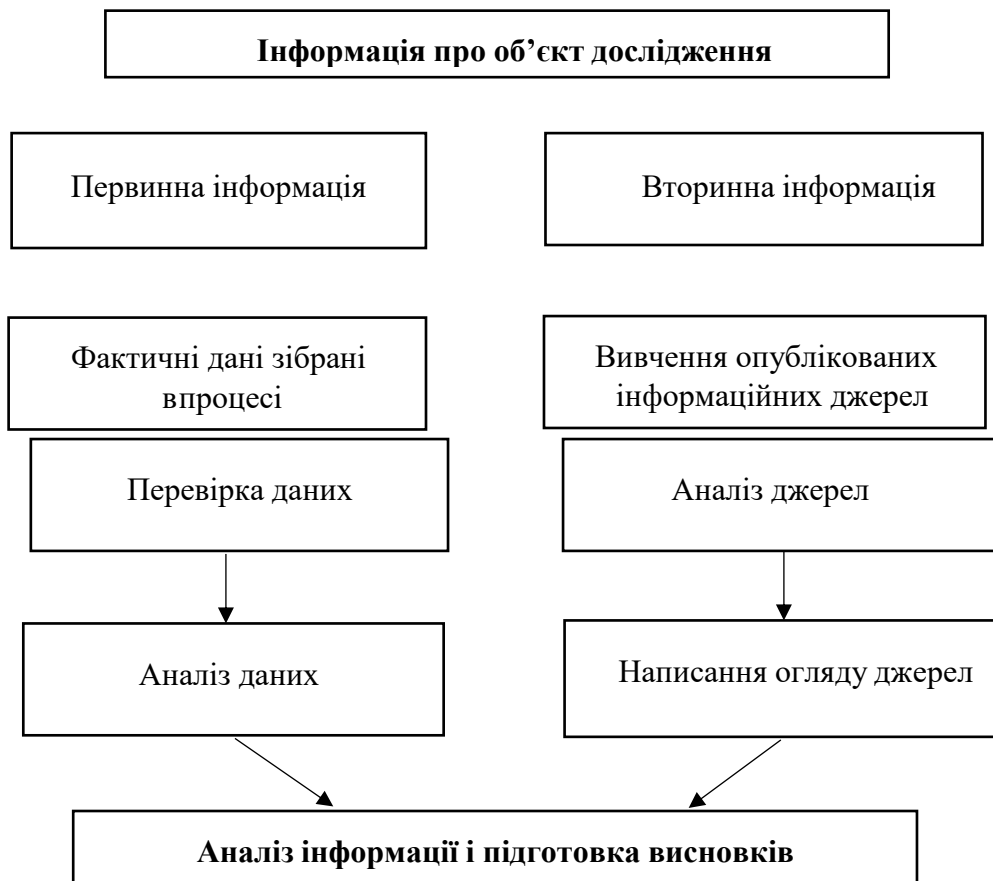 Інформація про об’єкт дослідження
Первинна інформація
Вторинна інформація
Фактичні дані зібрані
впроцесі
Вивчення опублікованих
інформаційних джерел
Перевірка даних
Аналіз джерел
Аналіз даних
Написання огляду джерел
Аналіз інформації і підготовка висновків